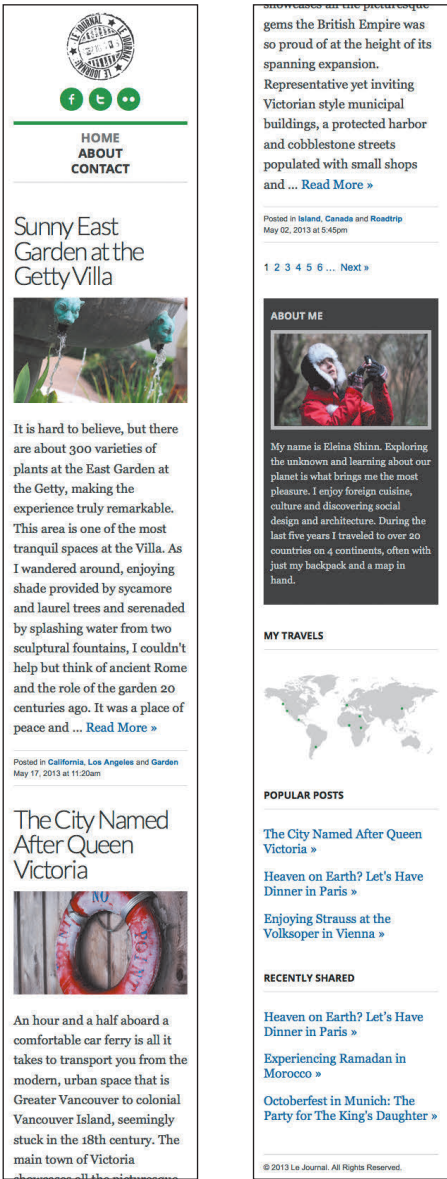 LE JOURNAL
LE JOURNAL
HOME
ABOUT
CONTACT
Sunny East
Garden at the
Getty Villa
It is hard to believe, but there
are about 300 varieties of
plants at the East Garden at
the Getty, making the
experience truly remarkable.
This area is one of the most
tranquil spaces at the Villa. As
I wandered around, enjoying
shade provided by sycamore
and laurel trees and serenaded
by splashing water from two
sculptural fountains, I couldn't
help but think of ancient Rome
and the role of the garden 20
centuries ago. It was a place of
peace and ... Read More »
Posted in California, Los Angeles and Garden
May 17, 2013 at 11:20am
The City Named
After Queen
Victoria
NO
POINT
An hour and a half aboard a
comfortable car ferry is all it
takes to transport you from the
modern, urban space that is
Greater Vancouver to colonial
Vancouver Island, seemingly
stuck in the 18th century. The
main town of Victoria
showcases all the picturesque
showcases all the picturesque
gems the British Empire was
so proud of at the height of its
spanning expansion.
Representative yet inviting
Victorian style municipal
buildings, a protected harbor
and cobblestone streets
populated with small shops
and ... Read More »
Posted in Island, Canada and Roadtrip
May 02, 2013 at 5:45pm
1 2 3 4 5 6 ... Next »
ABOUT ME
My name is Eleina Shinn. Exploring
the unknown and learning about our
planet is what brings me the most
pleasure. I enjoy foreign cuisine,
culture and discovering social
design and architecture. During the
last five years I traveled to over 20
countries on 4 continents, often with
just my backpack and a map in
hand.
MY TRAVELS
POPULAR POSTS
The City Named After Queen
Victoria »
Heaven on Earth? Let's Have
Dinner in Paris »
Enjoying Strauss at the
Volksoper in Vienna »
RECENTLY SHARED
Heaven on Earth? Let's Have
Dinner in Paris »
Experiencing Ramadan in
Morocco »
Octoberfest in Munich: The
Party for The King's Daughter »
© 2013 Le Journal. All Rights Reserved.